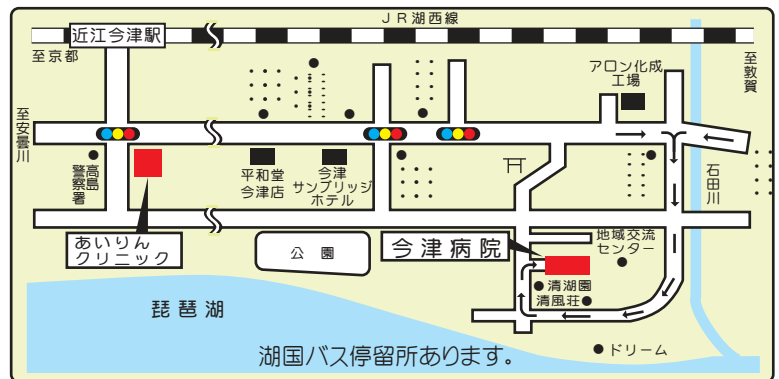 JR湖西線
近江今津駅
至京都
至敦賀
アロン化成
工場
至安曇川
高島
警察署
平和堂
今津店
今津
サンブリッジ
ホテル
石田川
あいりん
クリニック
公園
今津病院
地域交流
センター
清湖園
清風荘
琵琶湖
ドリーム
湖国バス停留所あります。